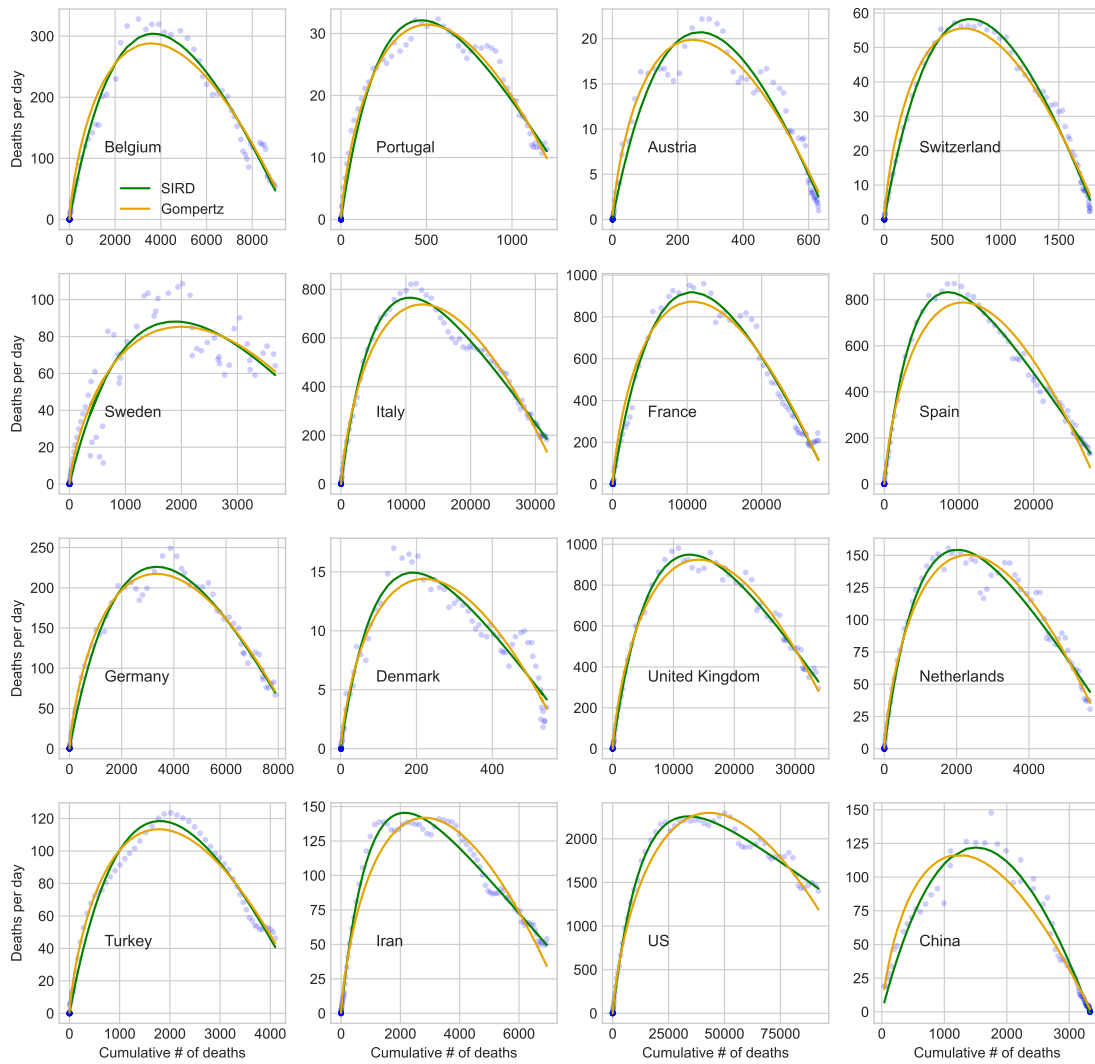 Deaths per day
300
200
100
0
0 2000 4000 6000 8000
Belgium
SIRD
Gompertz
30
20
10
0
0 500 1000
Portugal
20
15
10
5
0
0 200 400 600
Austria
60
50
40
30
20
10
0
0 500 1000 1500
Switzerland
Deaths per day
100
80
60
40
20
0
0 1000 2000 3000
Sweden
800
600
400
200
0
0 10000 20000 30000
Italy
1000
800
600
400
200
0
0 10000 20000
France
800
600
400
200
0
0 10000 20000
Spain
Deaths per day
250
200
150
100
50
0
0 2000 4000 6000 8000
Germany
15
10
5
0
0 200 400
Denmark
1000
800
600
400
200
0
0 10000 20000 30000
United Kingdom
150
125
100
75
50
25
0
0 2000 4000
Netherlands
Deaths per day
120
100
80
60
40
20
0
0 1000 2000 3000 4000
Turkey
Cumulative # of deaths
150
125
100
75
50
25
0
0 2000 4000 6000
Iran
Cumulative # of deaths
2000
1500
1000
500
0
0 25000 50000 75000
US
Cumulative # of deaths
150
125
100
75
50
25
0
0 1000 2000 3000
China
Cumulative # of deaths